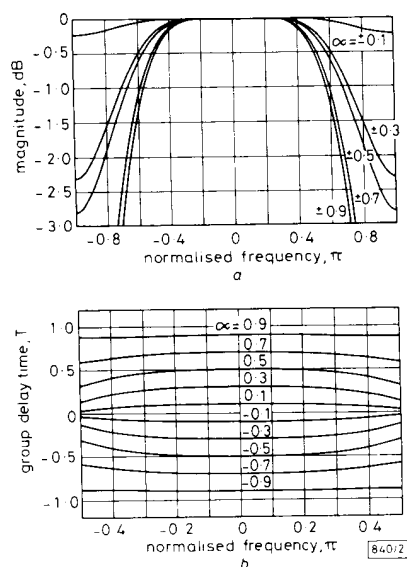 0
-0·5
-1·0
-1·5
-2·0
-2·5
-3·0
magnitude, dB
α=±0·1
±0·3
±0·5
±0·7
±0·9
-0·8 -0·4 0 0·4 0·8
normalised frequency, π
a
1·0
0·5
0
-0·5
-1·0
group delay time, T
α=0·9
0·7
0·5
0·3
0·1
-0·1
-0·3
-0·5
-0·7
-0·9
-0·4 -0·2 0 0·2 0·4
normalised frequency, π
b
840/2